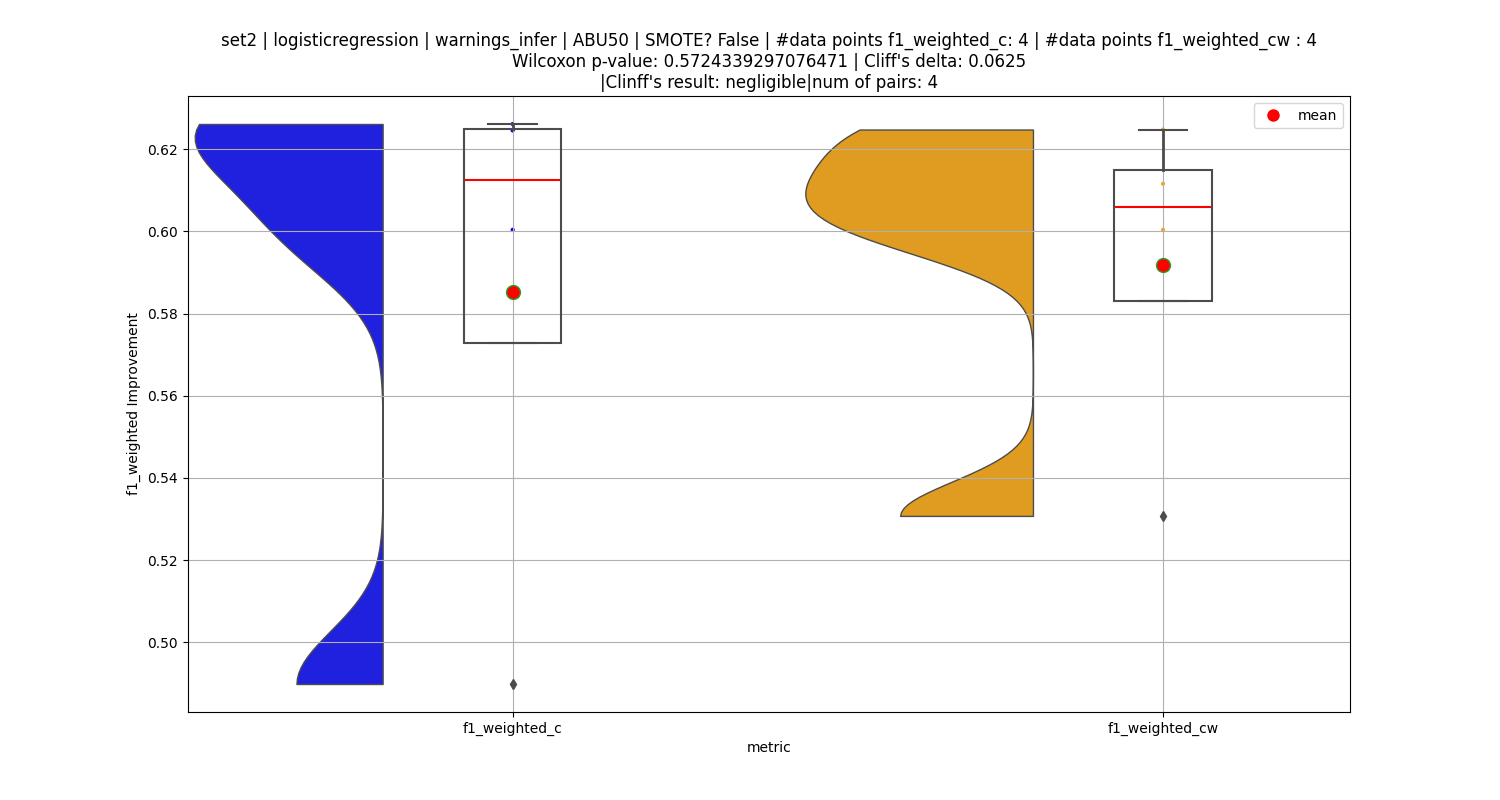 set2 | logisticregression | warnings_infer | ABU50 | SMOTE? False | #data points f1_weighted_c: 4 | #data points f1_weighted_cw : 4
Wilcoxon p-value: 0.5724339297076471 | Cliff's delta: 0.0625
|Clinff's result: negligible|num of pairs: 4
mean
0.62
0.60
0.58
0.56
0.54
0.52
0.50
f1_weighted Improvement
f1_weighted_c f1_weighted_cw
metric